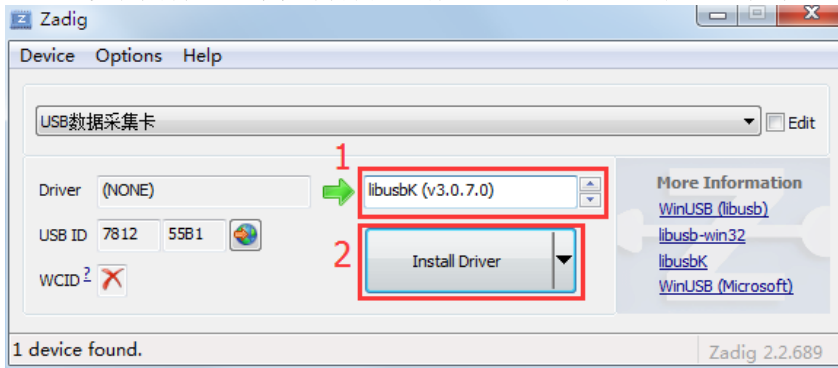 Zadig
Device Options Help
USB数据采集卡
Edit
1
Driver (NONE) libusbK (v3.0.7.0)
USB ID 7812 55B1
2
Install Driver
WCID ?
More Information
WinUSB (libusb)
libusb-win32
libusbK
WinUSB (Microsoft)
1 device found.
Zadig 2.2.689